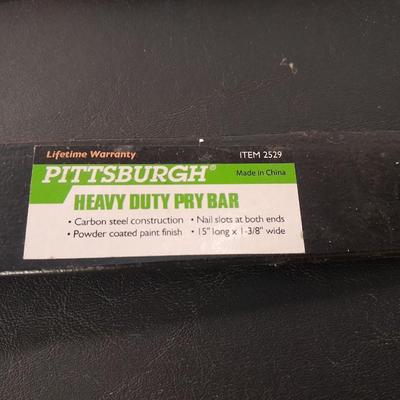 Lifetime Warranty ITEM 2529
PITTSBURGH® Made in China
HEAVY DUTY PRY BAR
• Carbon steel construction • Nail slots at both ends
• Powder coated paint finish • 15" long x 1-3/8" wide